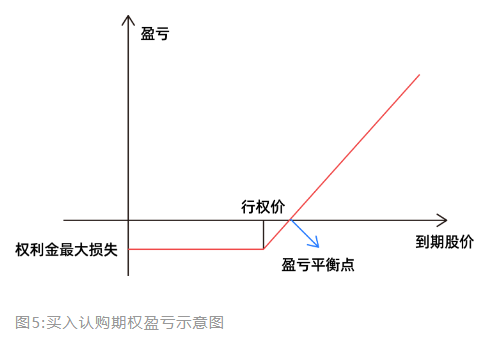 盈亏
行权价
到期股价
权利金最大损失
盈亏平衡点
图5:买入认购期权盈亏示意图